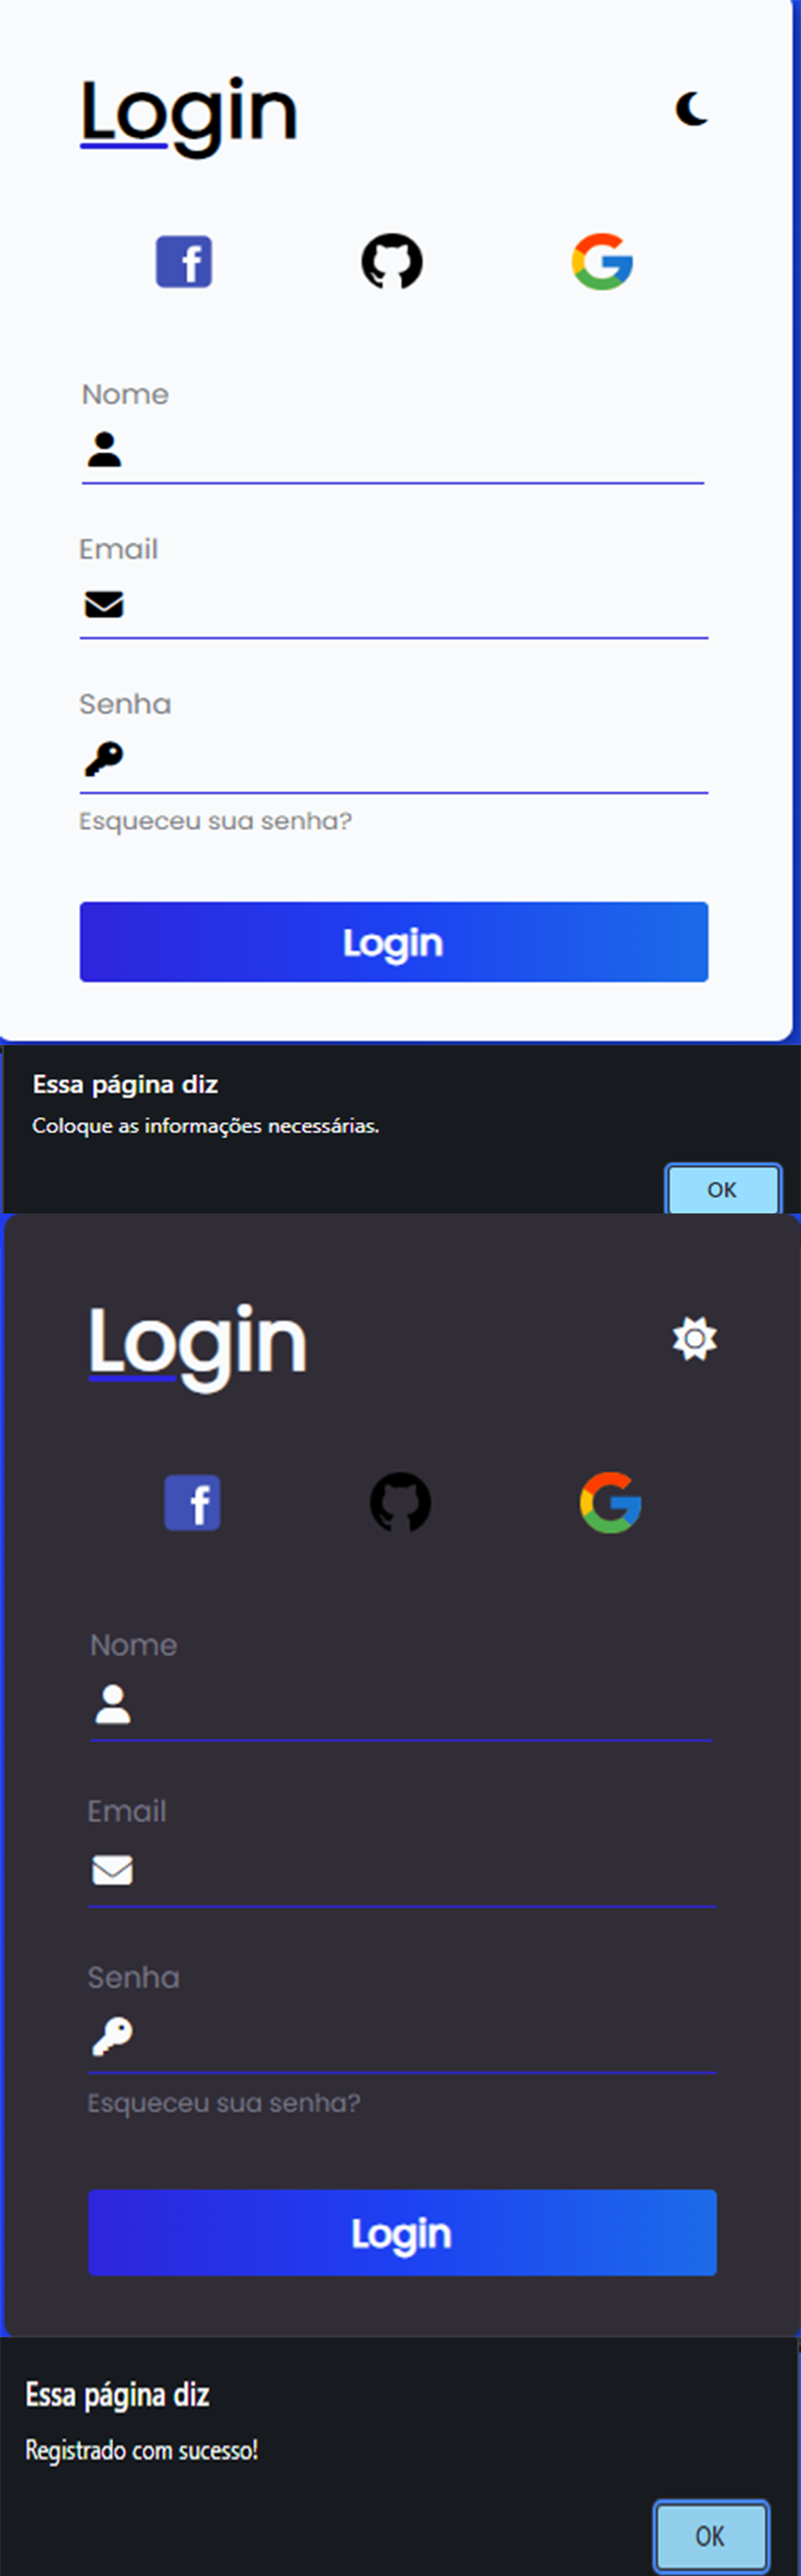 Login
Nome
Email
Senha
Esqueceu sua senha?
Login
Essa página diz
Coloque as informações necessárias.
OK
Login
Nome
Email
Senha
Esqueceu sua senha?
Login
Essa página diz
Registrado com sucesso!
OK